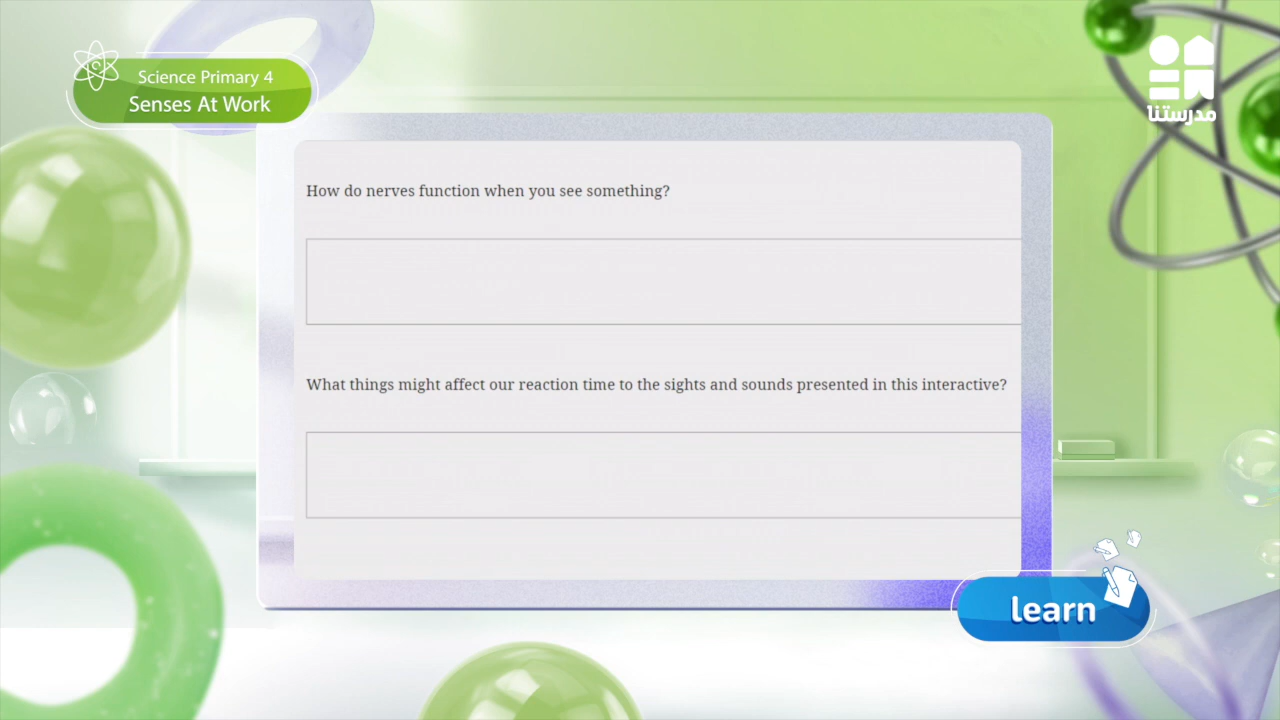 Science Primary 4
Senses At Work
مدرستنا
How do nerves function when you see something?
What things might affect our reaction time to the sights and sounds presented in this interactive?
learn